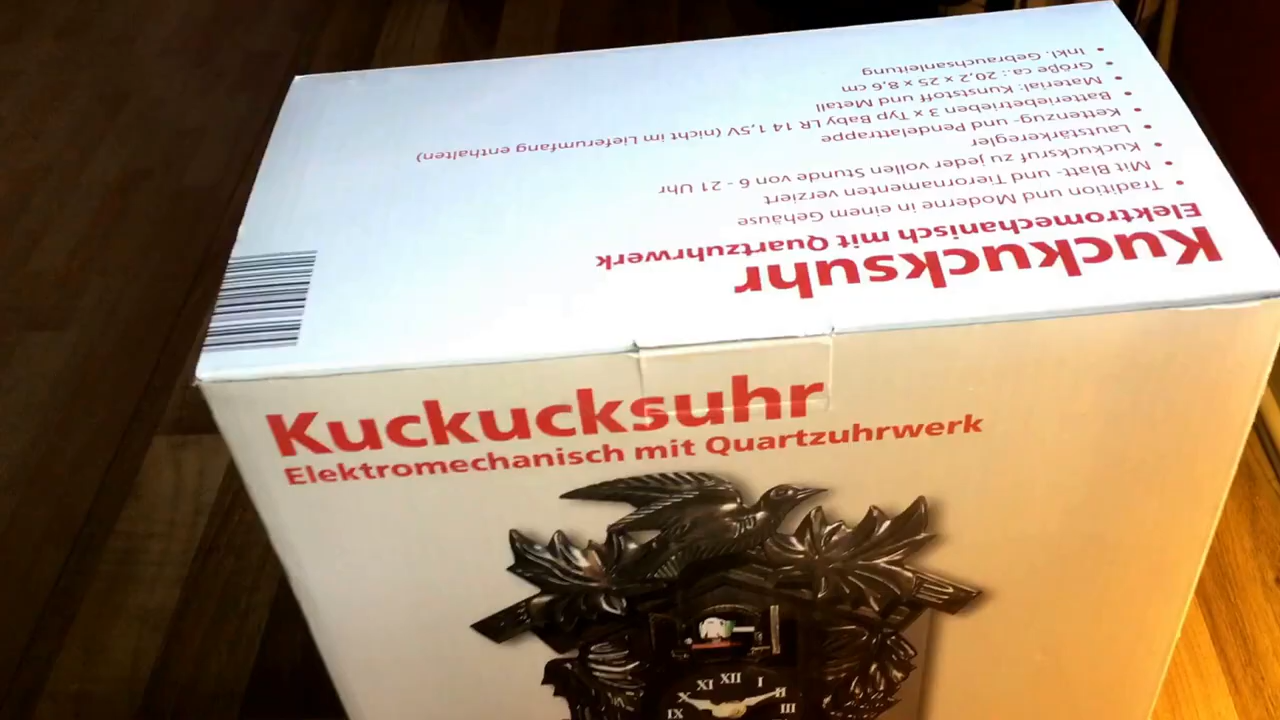 Kuckucksuhr
Elektromechanisch mit Quartzuhrwerk
• Tradition und Moderne in einem Gehäuse
• Mit Blatt- und Tierornamenten verziert
• Kuckucksruf zu jeder vollen Stunde von 6 - 21 Uhr
• Lautstärkeregler
• Kettenzug- und Pendelattrappe
• Batteriebetrieben 3 x Typ Baby LR 14 1,5V (nicht im Lieferumfang enthalten)
• Material: Kunststoff und Metall
• Größe ca.: 20,2 x 25 x 8,6 cm
• Inkl. Gebrauchsanleitung
Kuckucksuhr
Elektromechanisch mit Quartzuhrwerk
IX X XI XII I II III